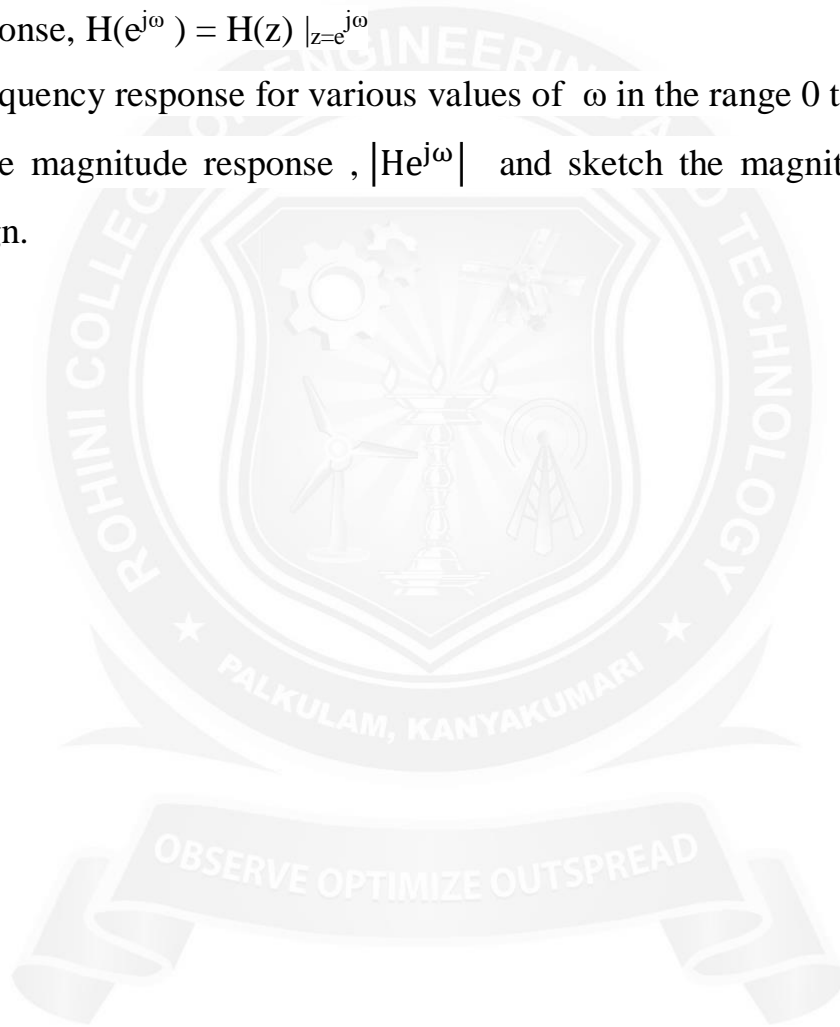 onse, H(e^jω ) = H(z) |z=e^jω
quency response for various values of ω in the range 0 t
e magnitude response , |He^jω| and sketch the magnit
n.
ROHINI COLLEGE OF ENGINEERING AND TECHNOLOGY
PALKULAM, KANYAKUMARI
OBSERVE OPTIMIZE OUTSPREAD